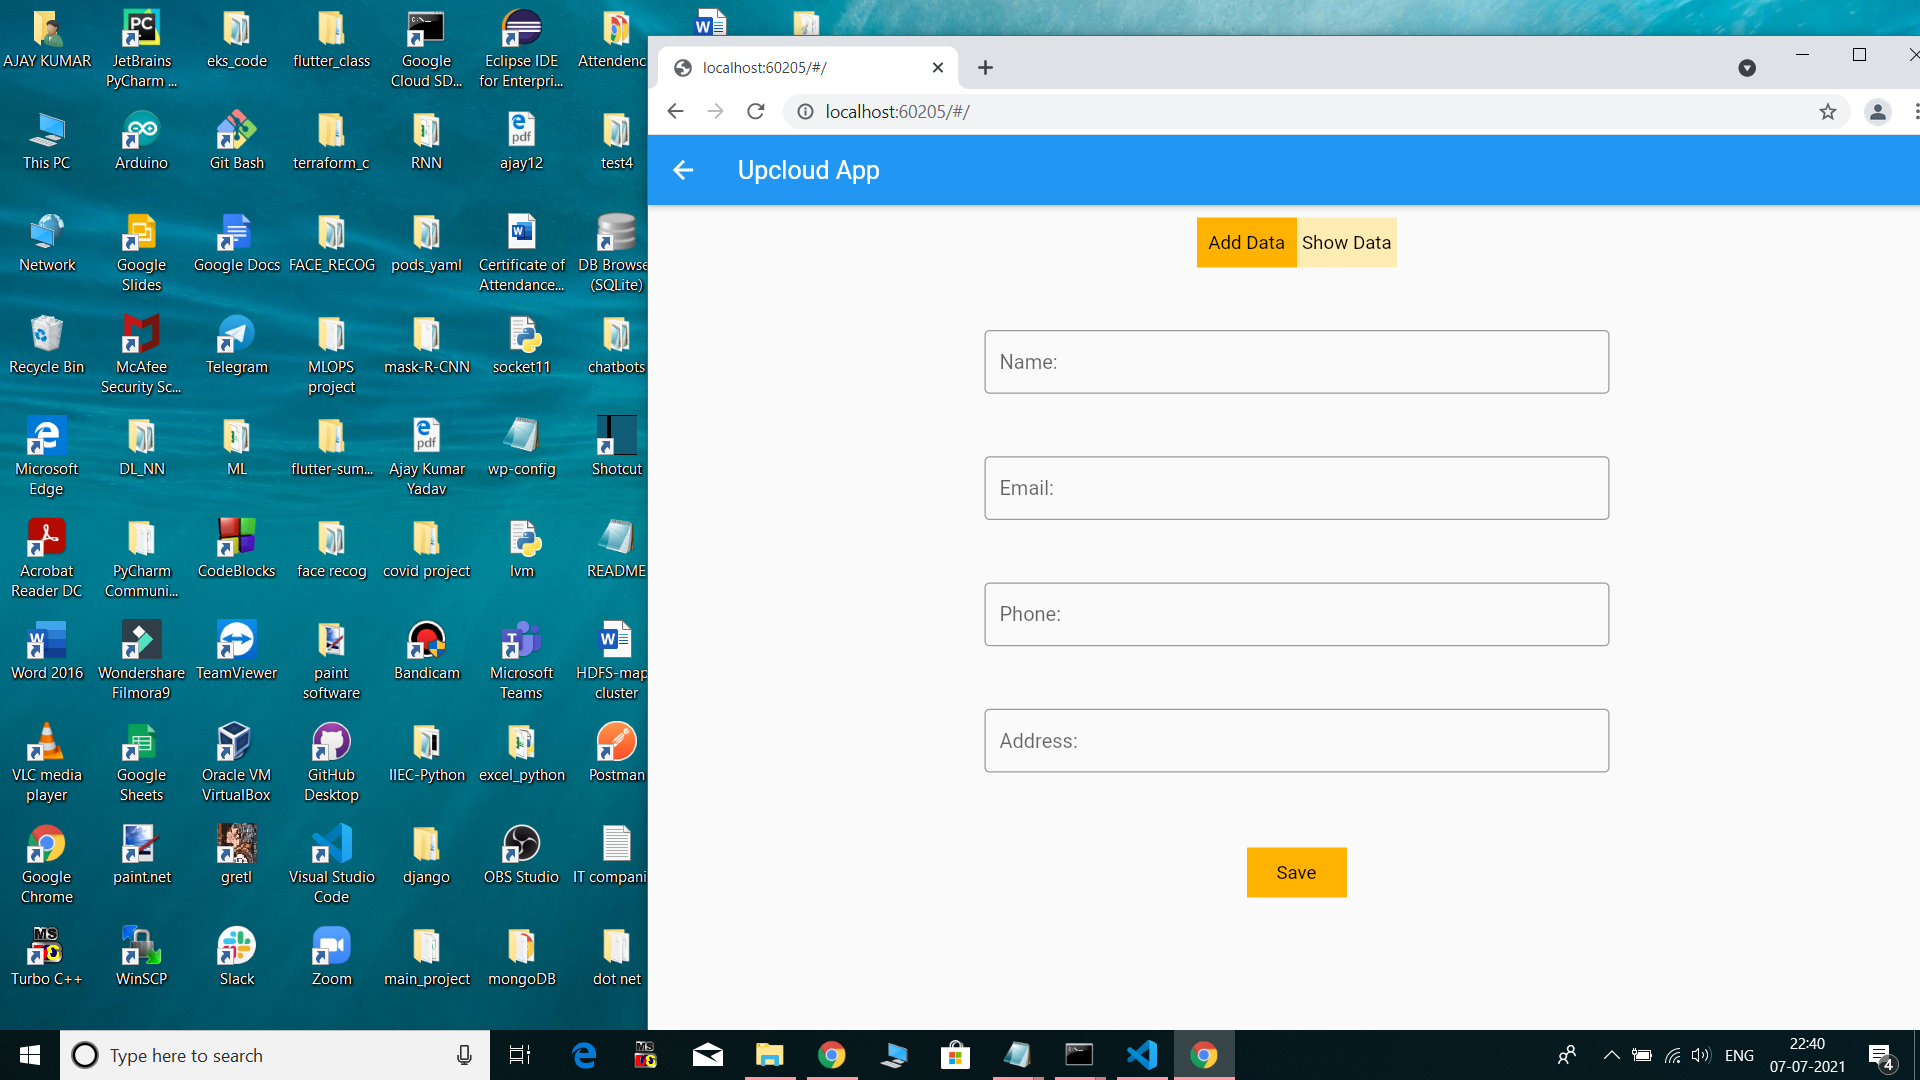 AJAY KUMAR
JetBrains
PyCharm ...
eks_code
flutter_class
Google
Cloud SD...
Eclipse IDE
for Enterpri...
Attendenc
This PC
Arduino
Git Bash
terraform_c
RNN
ajay12
test4
Network
Google
Slides
Google Docs
FACE_RECOG
pods_yaml
Certificate of
Attendance...
DB Browse
(SQLite)
Recycle Bin
McAfee
Security Sc...
Telegram
MLOPS
project
mask-R-CNN
socket11
chatbots
Microsoft
Edge
DL_NN
ML
flutter-sum...
Ajay Kumar
Yadav
wp-config
Shotcut
Acrobat
Reader DC
PyCharm
Communi...
CodeBlocks
face recog
covid project
lvm
README
Word 2016
Wondershare
Filmora9
TeamViewer
paint
software
Bandicam
Microsoft
Teams
HDFS-map
cluster
VLC media
player
Google
Sheets
Oracle VM
VirtualBox
GitHub
Desktop
IIEC-Python
excel_python
Postman
Google
Chrome
paint.net
gretl
Visual Studio
Code
django
OBS Studio
IT compani
Turbo C++
WinSCP
Slack
Zoom
main_project
mongoDB
dot net
localhost:60205/#/
localhost:60205/#/
Upcloud App
Add Data
Show Data
Name:
Email:
Phone:
Address:
Save
Type here to search
ENG
22:40
07-07-2021
4